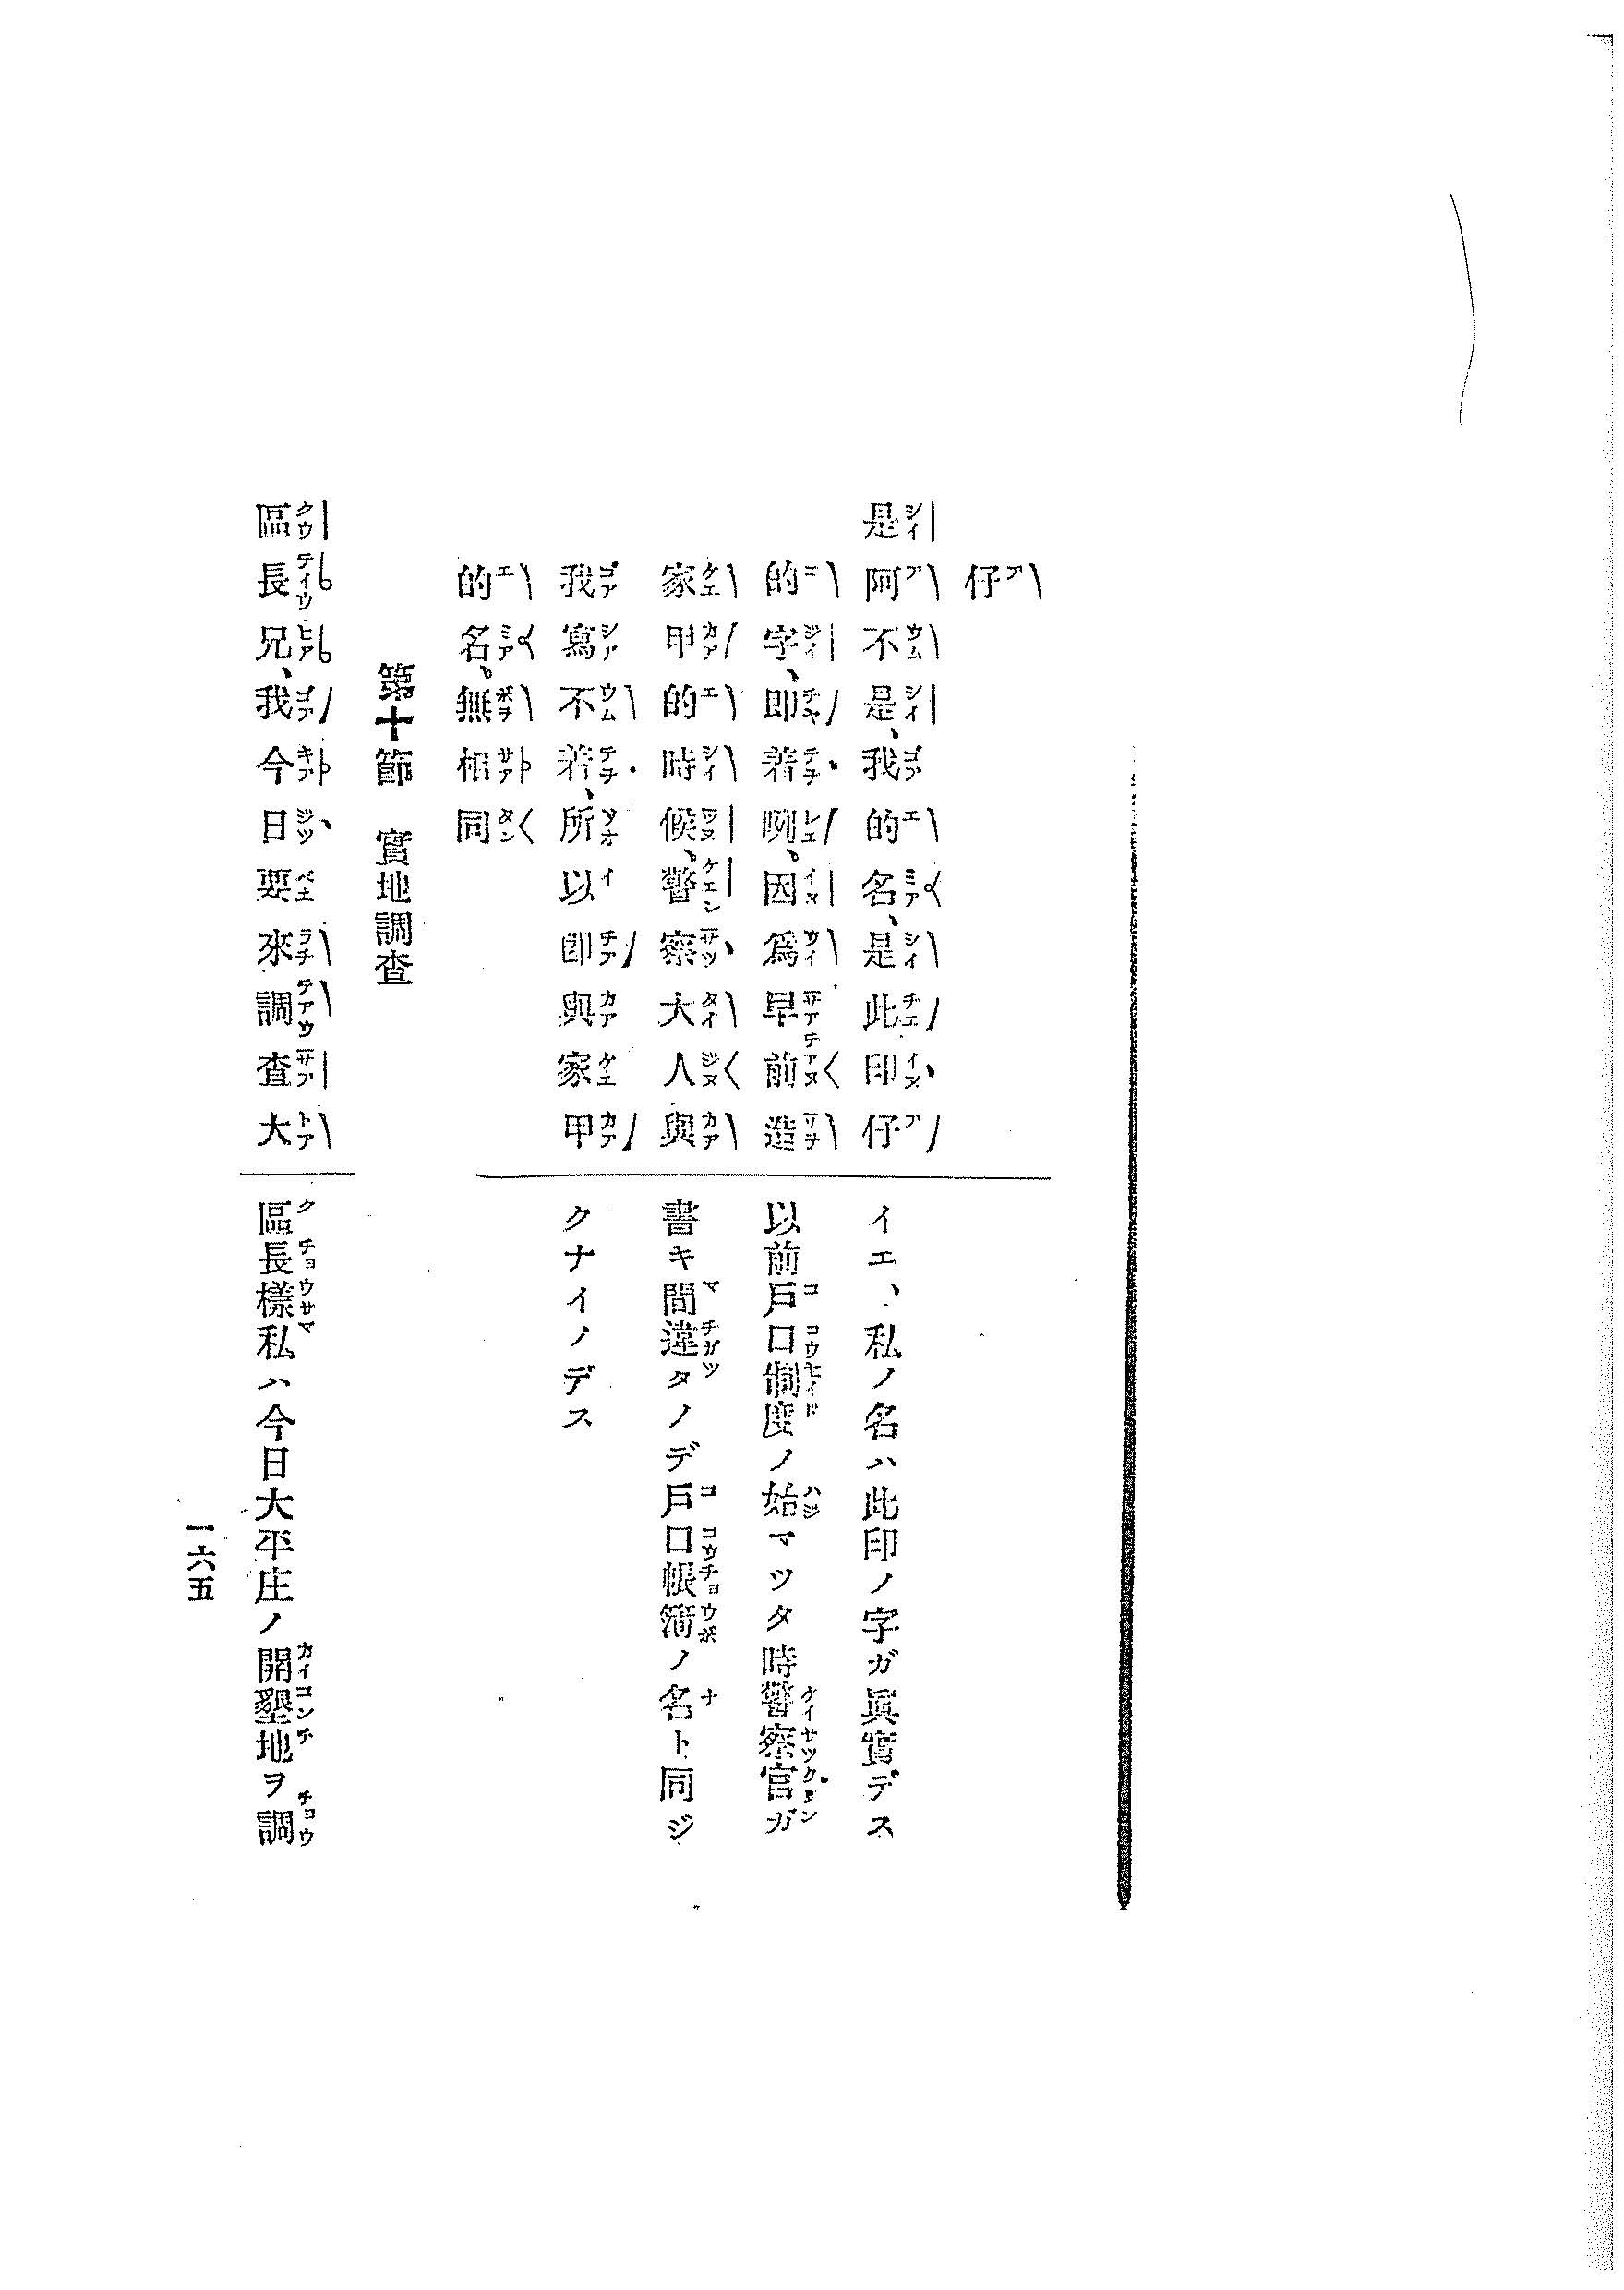 仔
是阿不是、我的名、是此印仔
イエ、私ノ名ハ此印ノ字ガ眞實デス
的字、即着咧、因爲早前造
以前戶口制度ノ始マツタ時警察官ガ
家甲的時候、警察大人與
書キ間違タノデ戶口帳簿ノ名ト同ジ
我寫不着、所以即與家甲
クナイノデス
的名、無相同
第十節 實地調査
區長兄、我今日要來調査大
區長樣私ハ今日大平庄ノ開墾地ヲ調
一六五